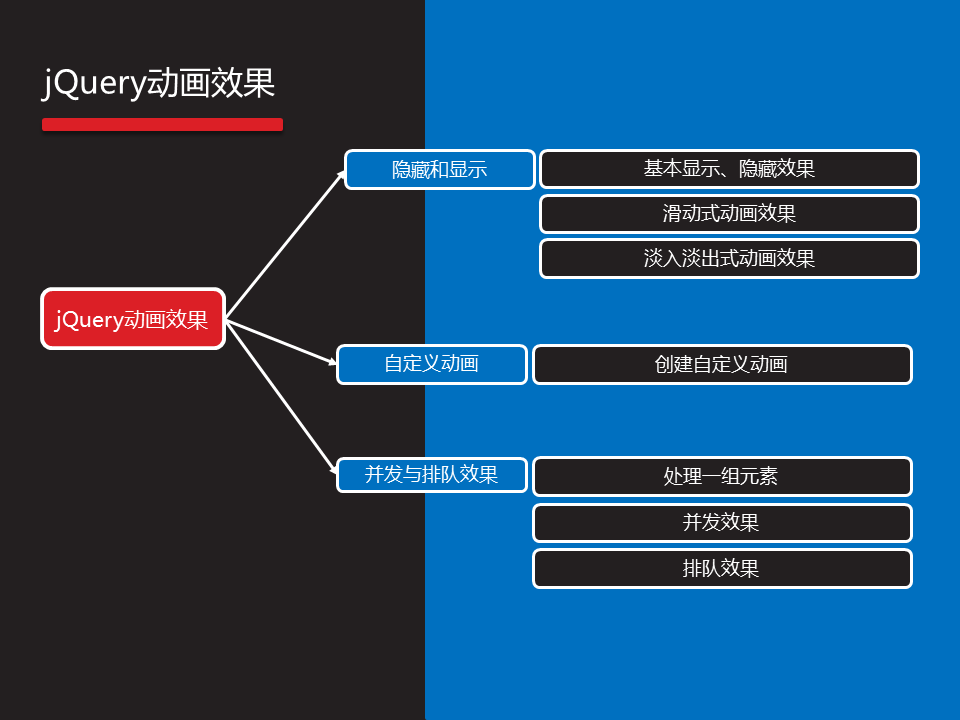 jQuery动画效果
隐藏和显示
基本显示、隐藏效果
滑动式动画效果
淡入淡出式动画效果
jQuery动画效果
自定义动画
创建自定义动画
并发与排队效果
处理一组元素
并发效果
排队效果